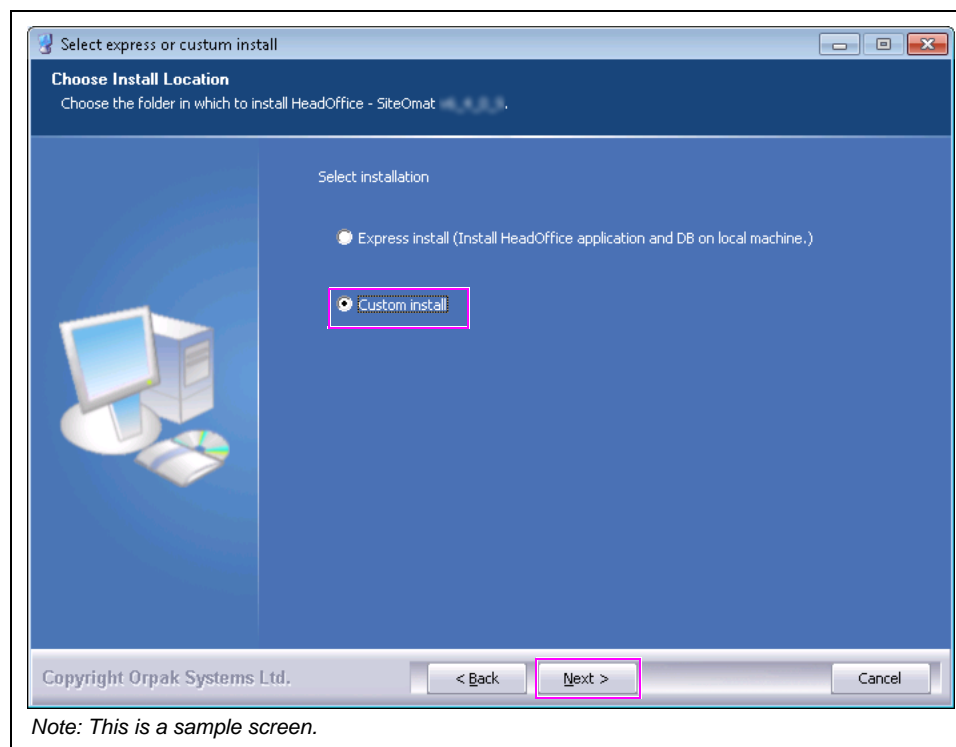 Select express or custum install
Choose Install Location
Choose the folder in which to install HeadOffice - SiteOmat
Select installation
Express install (Install HeadOffice application and DB on local machine.)
Custom install
Copyright Orpak Systems Ltd.
< Back
Next >
Cancel
Note: This is a sample screen.